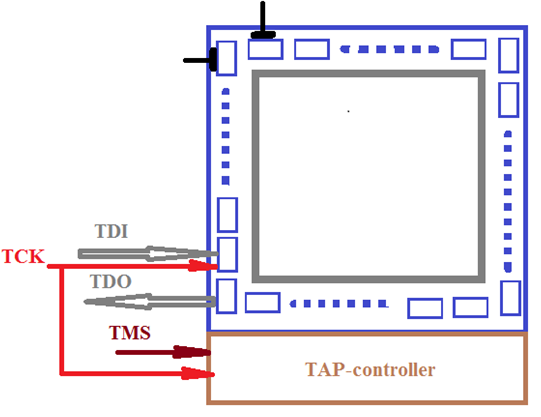 TDI
TCK
TDO
TMS
TAP-controller